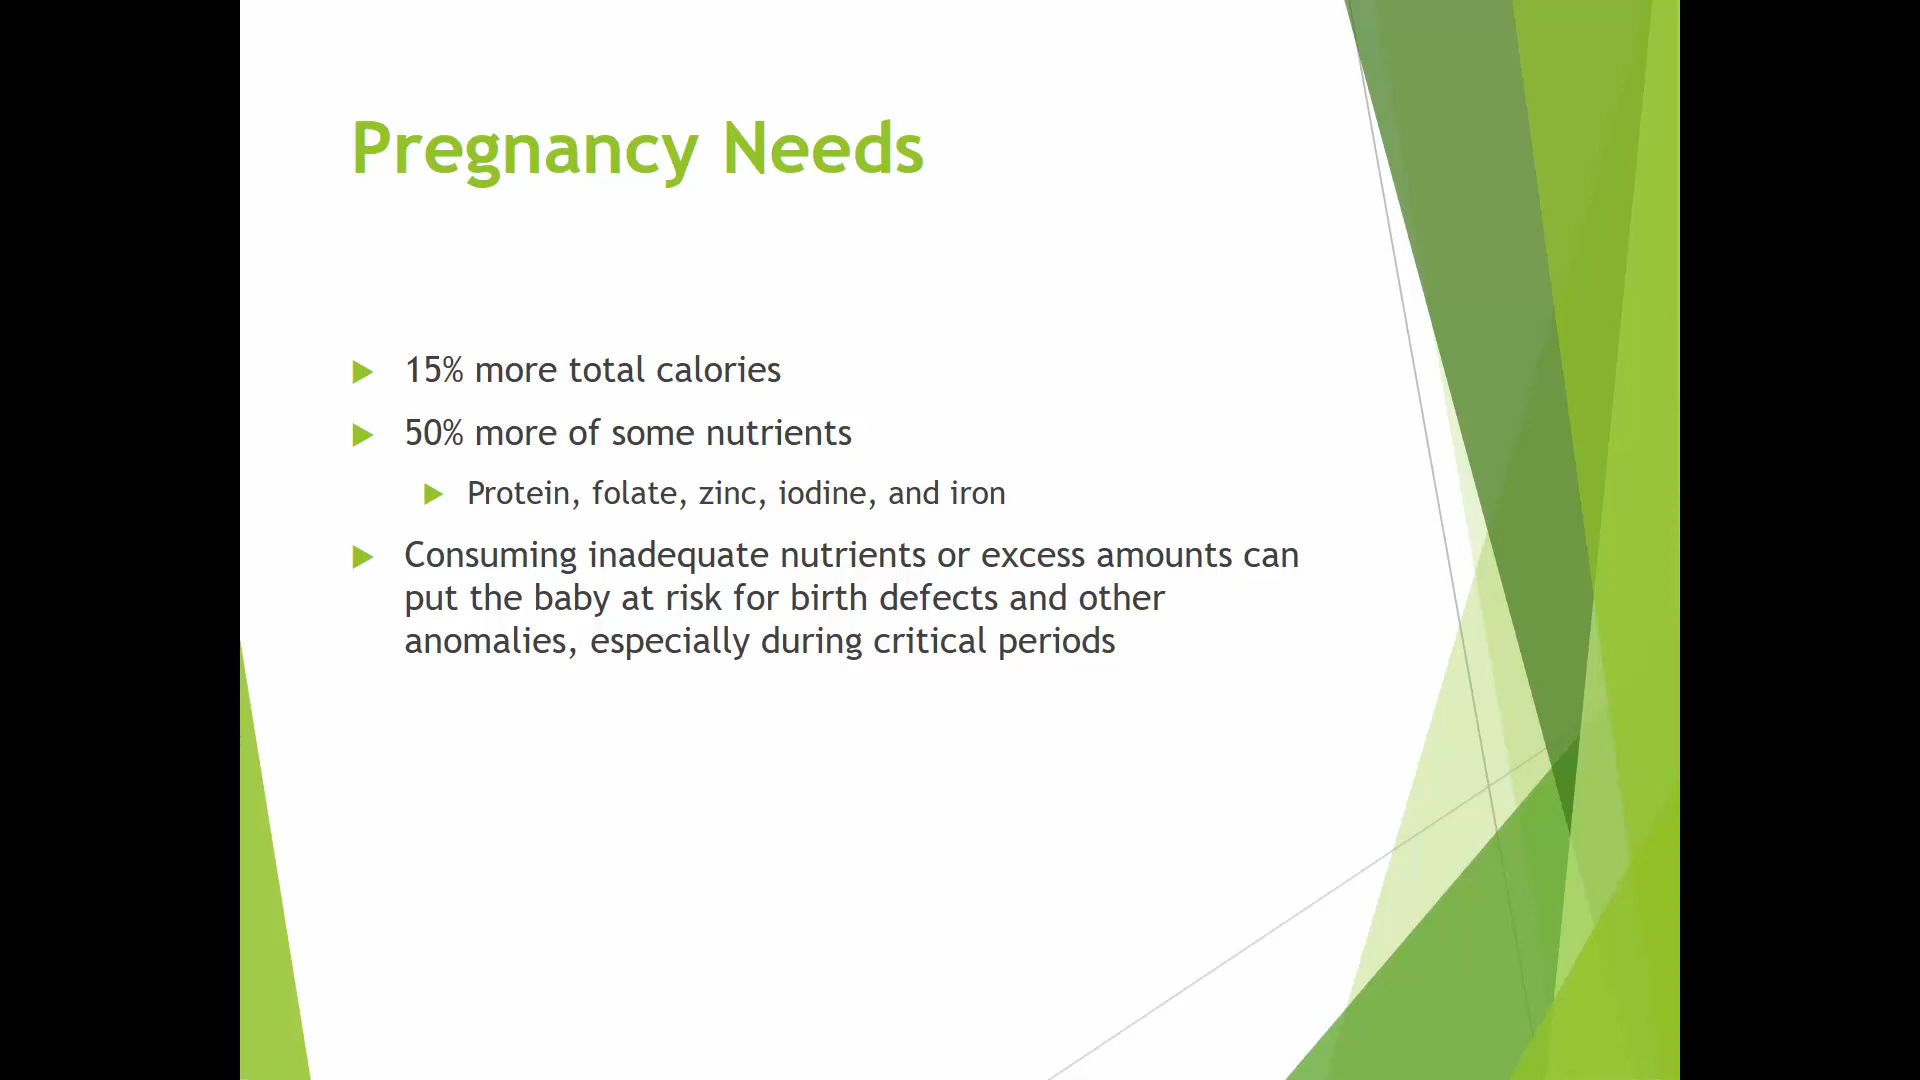 Pregnancy Needs
15% more total calories
50% more of some nutrients
Protein, folate, zinc, iodine, and iron
Consuming inadequate nutrients or excess amounts can
put the baby at risk for birth defects and other
anomalies, especially during critical periods